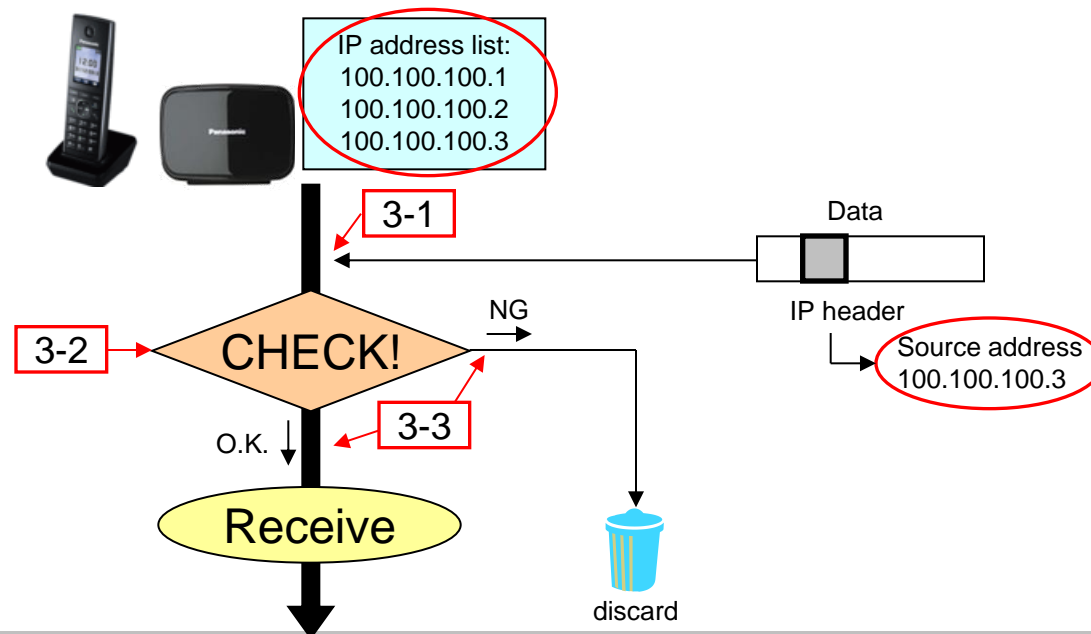 IP address list:
100.100.100.1
100.100.100.2
100.100.100.3
Panasonic
3-1
Data
IP header
Source address
100.100.100.3
NG
3-2
CHECK!
3-3
O.K.
Receive
discard